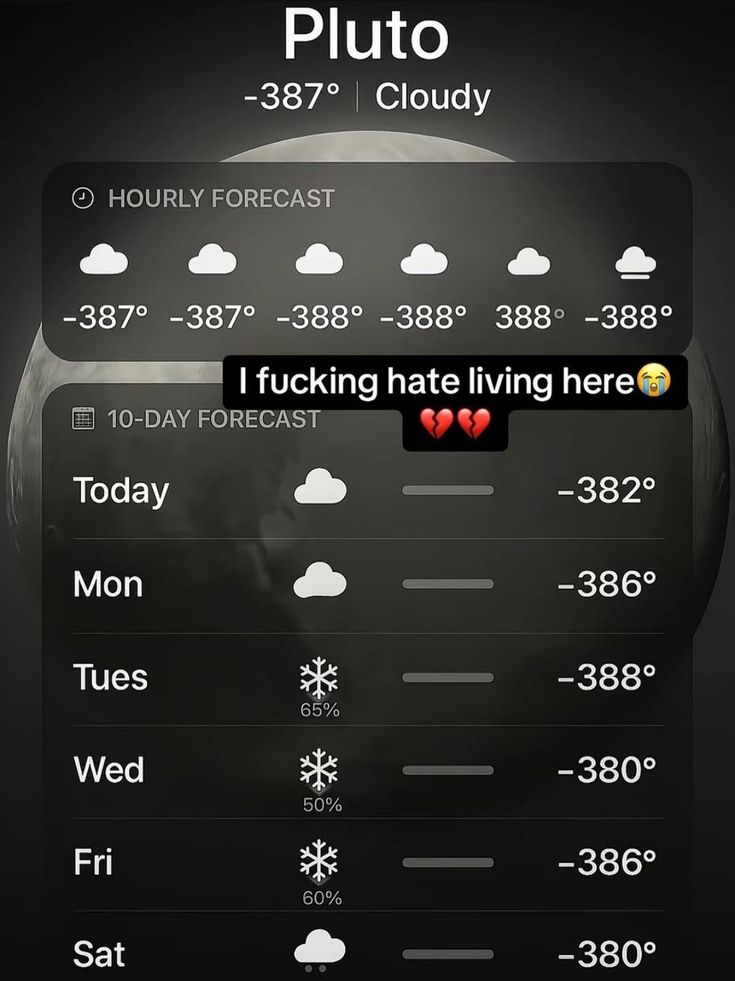 Pluto
-387° | Cloudy
HOURLY FORECAST
-387° -387° -388° -388° 388° -388°
I fucking hate living here😭
💔💔
10-DAY FORECAST
Today -382°
Mon -386°
Tues -388°
65%
Wed -380°
50%
Fri -386°
60%
Sat -380°